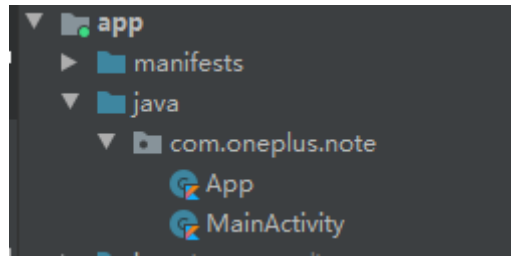 app
manifests
java
com.oneplus.note
App
MainActivity